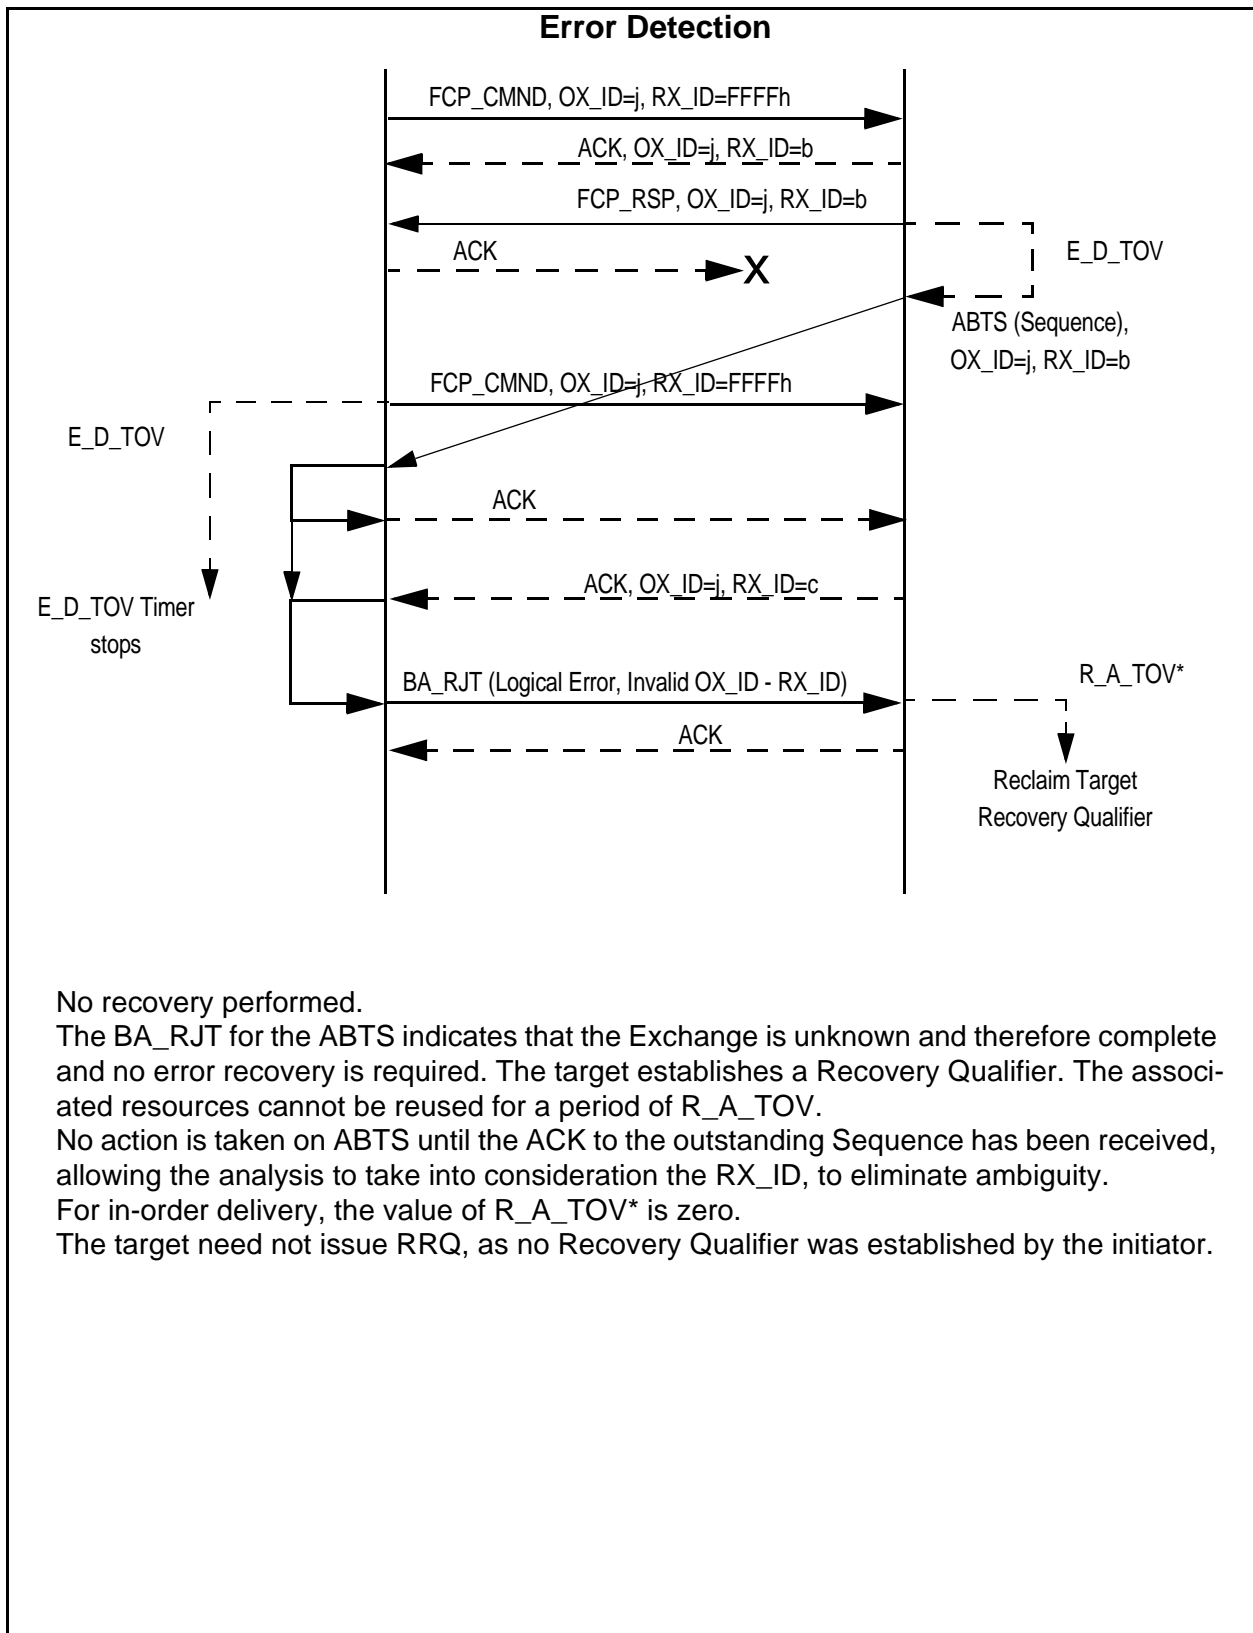 Error Detection
FCP_CMND, OX_ID=j, RX_ID=FFFFh
ACK, OX_ID=j, RX_ID=b
FCP_RSP, OX_ID=j, RX_ID=b
ACK
X
E_D_TOV
ABTS (Sequence),
OX_ID=j, RX_ID=b
FCP_CMND, OX_ID=j, RX_ID=FFFFh
E_D_TOV
ACK
ACK, OX_ID=j, RX_ID=c
E_D_TOV Timer
stops
BA_RJT (Logical Error, Invalid OX_ID - RX_ID)
R_A_TOV*
ACK
Reclaim Target
Recovery Qualifier
No recovery performed.
The BA_RJT for the ABTS indicates that the Exchange is unknown and therefore complete
and no error recovery is required. The target establishes a Recovery Qualifier. The associ-
ated resources cannot be reused for a period of R_A_TOV.
No action is taken on ABTS until the ACK to the outstanding Sequence has been received,
allowing the analysis to take into consideration the RX_ID, to eliminate ambiguity.
For in-order delivery, the value of R_A_TOV* is zero.
The target need not issue RRQ, as no Recovery Qualifier was established by the initiator.